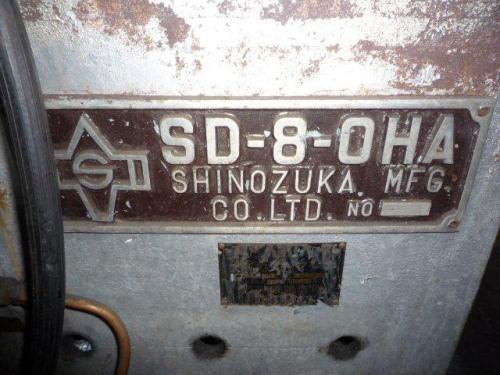 SD-8-OHA
SHINOZUKA MFG
CO.LTD. NO